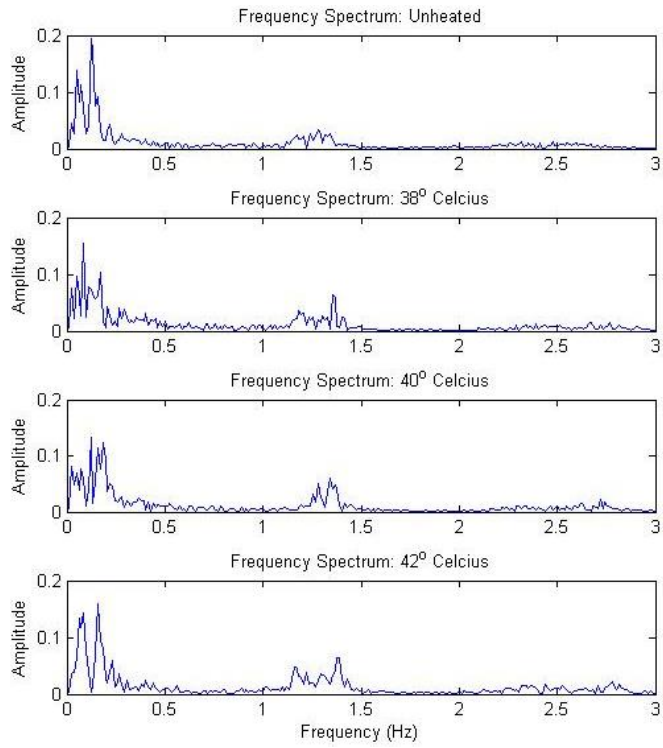 Frequency Spectrum: Unheated
Amplitude
0.2
0.1
0
0 0.5 1 1.5 2 2.5 3
Frequency Spectrum: 38o Celcius
Amplitude
0.2
0.1
0
0 0.5 1 1.5 2 2.5 3
Frequency Spectrum: 40o Celcius
Amplitude
0.2
0.1
0
0 0.5 1 1.5 2 2.5 3
Frequency Spectrum: 42o Celcius
Amplitude
0.2
0.1
0
0 0.5 1 1.5 2 2.5 3
Frequency (Hz)